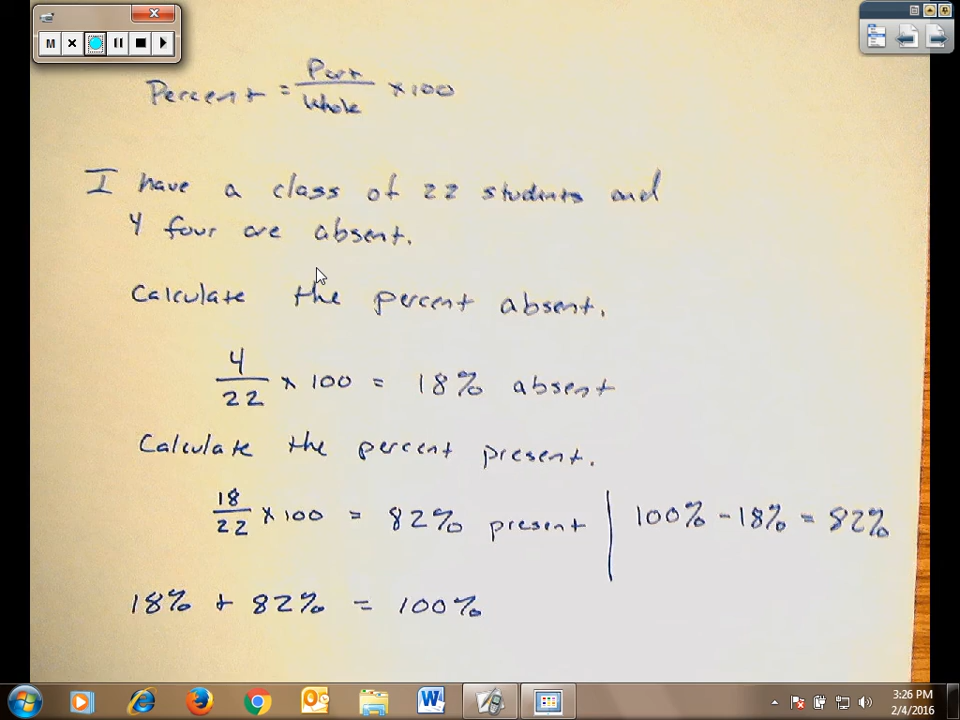 M
Percent = Part / Whole × 100
I have a class of 22 students and
4 four are absent.
Calculate the percent absent.
4 / 22 × 100 = 18% absent
Calculate the percent present.
18 / 22 × 100 = 82% present | 100% - 18% = 82%
18% + 82% = 100%
3:26 PM
2/4/2016